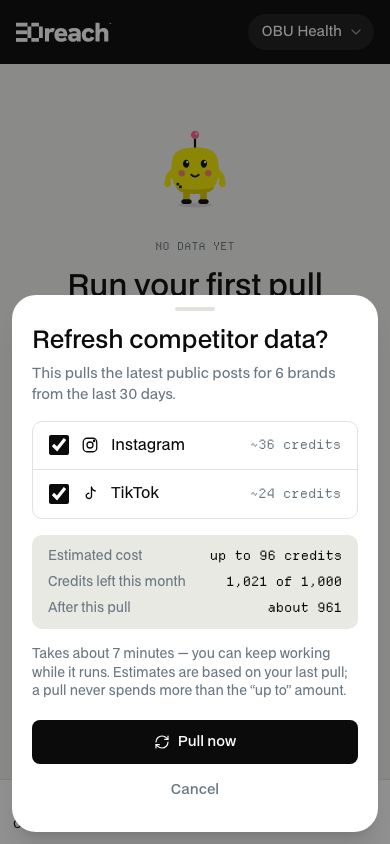 reach
OBU Health
NO DATA YET
Run your first pull
Refresh competitor data?
This pulls the latest public posts for 6 brands
from the last 30 days.
Instagram ~36 credits
TikTok ~24 credits
Estimated cost up to 96 credits
Credits left this month 1,021 of 1,000
After this pull about 961
Takes about 7 minutes — you can keep working
while it runs. Estimates are based on your last pull;
a pull never spends more than the “up to” amount.
Pull now
Cancel